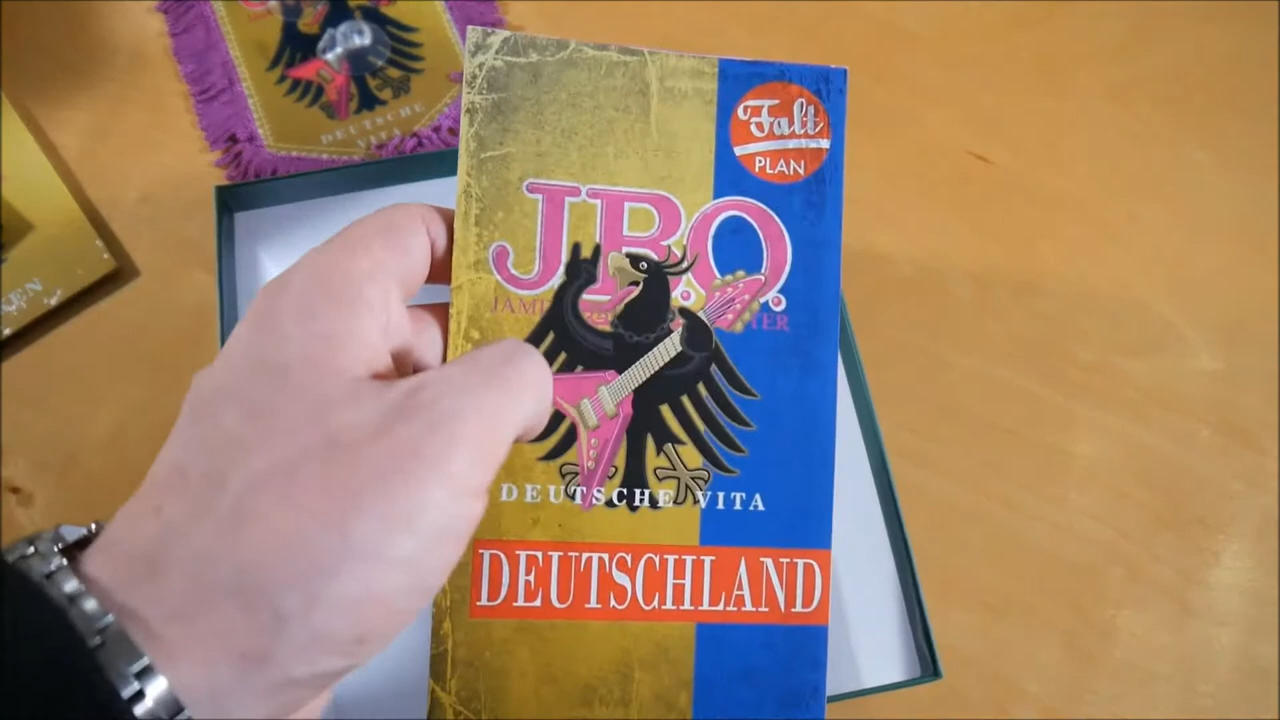 DEUTSCHE
VITA
Falt
PLAN
J.B.O.
DEUTSCHE VITA
DEUTSCHLAND